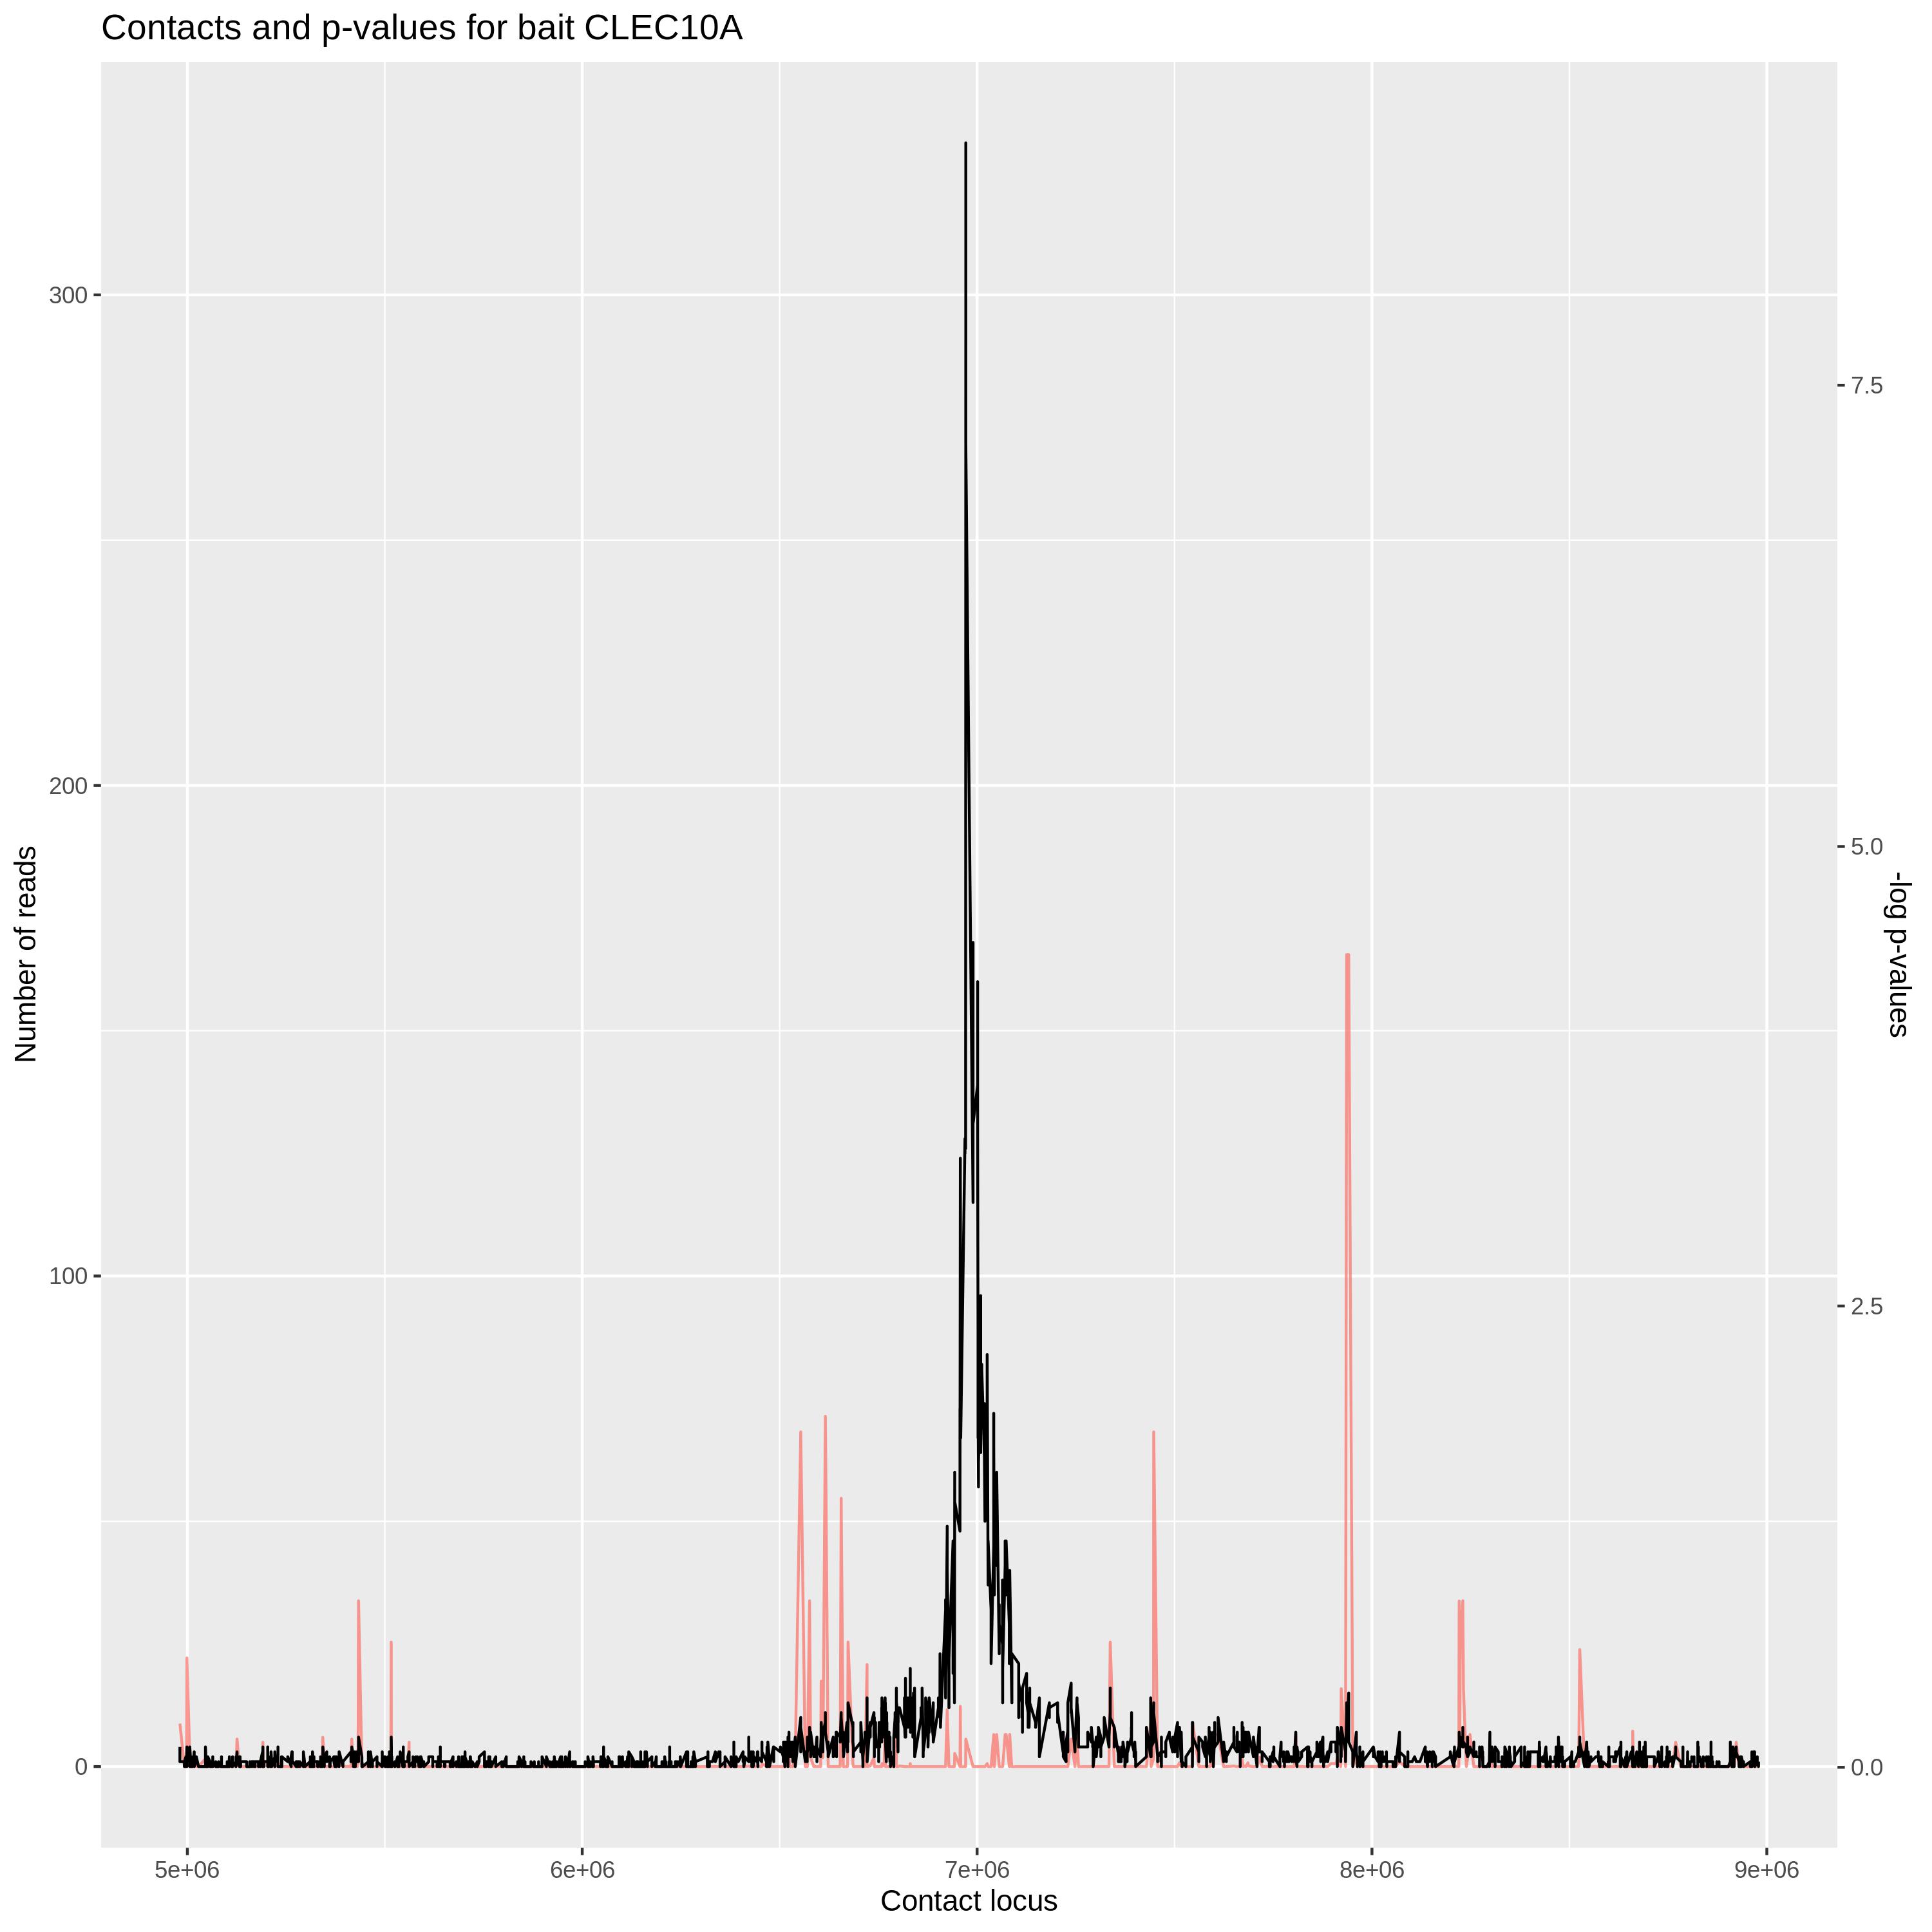 Contacts and p-values for bait CLEC10A
300
200
100
0
Number of reads
7.5
5.0
2.5
0.0
-log p-values
5e+06
6e+06
7e+06
8e+06
9e+06
Contact locus